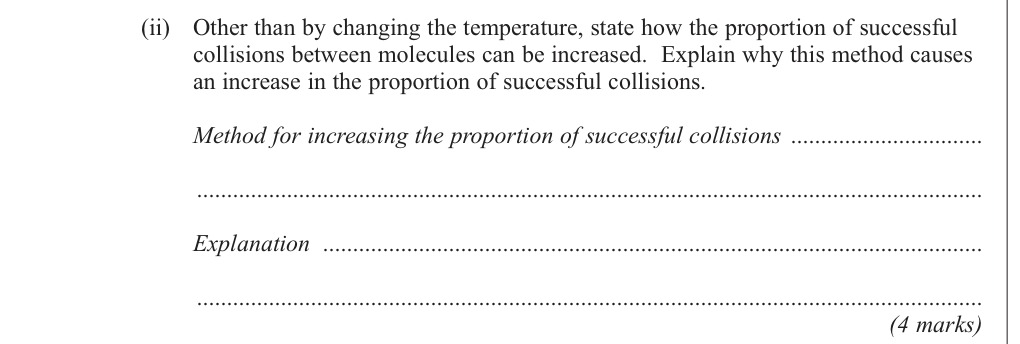 (ii) Other than by changing the temperature, state how the proportion of successful
collisions between molecules can be increased. Explain why this method causes
an increase in the proportion of successful collisions.
Method for increasing the proportion of successful collisions ................................
....................................................................................................................................
Explanation ...............................................................................................................
....................................................................................................................................
(4 marks)